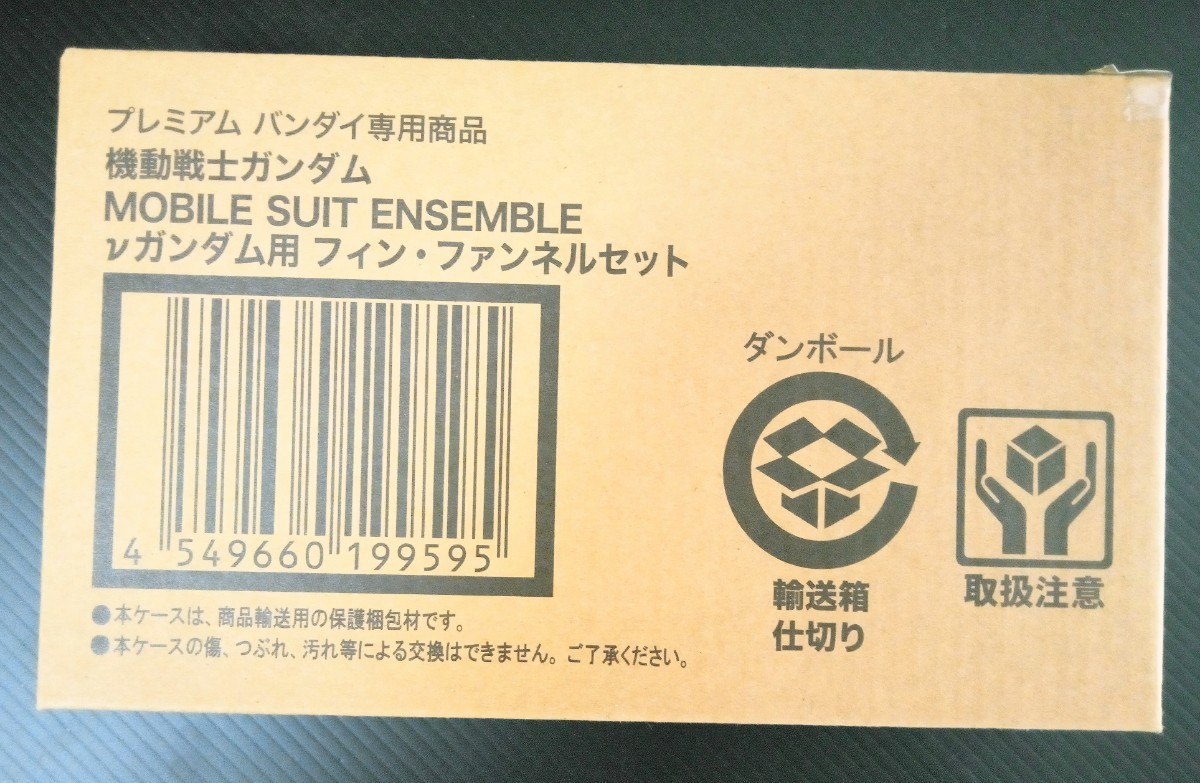 プレミアム バンダイ専用商品
機動戦士ガンダム
MOBILE SUIT ENSEMBLE
νガンダム用 フィン・ファンネルセット
4 549660 199595
●本ケースは、商品輸送用の保護梱包材です。
●本ケースの傷、つぶれ、汚れ等による交換はできません。ご了承ください。
ダンボール
輸送箱
仕切り
取扱注意